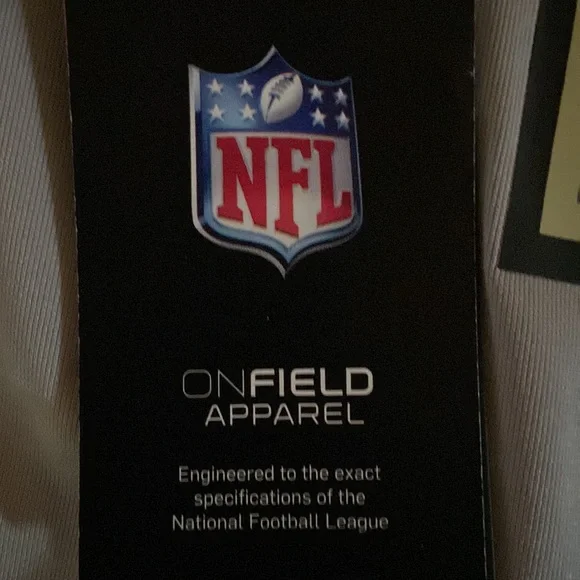 NFL
ONFIELD
APPAREL
Engineered to the exact
specifications of the
National Football League